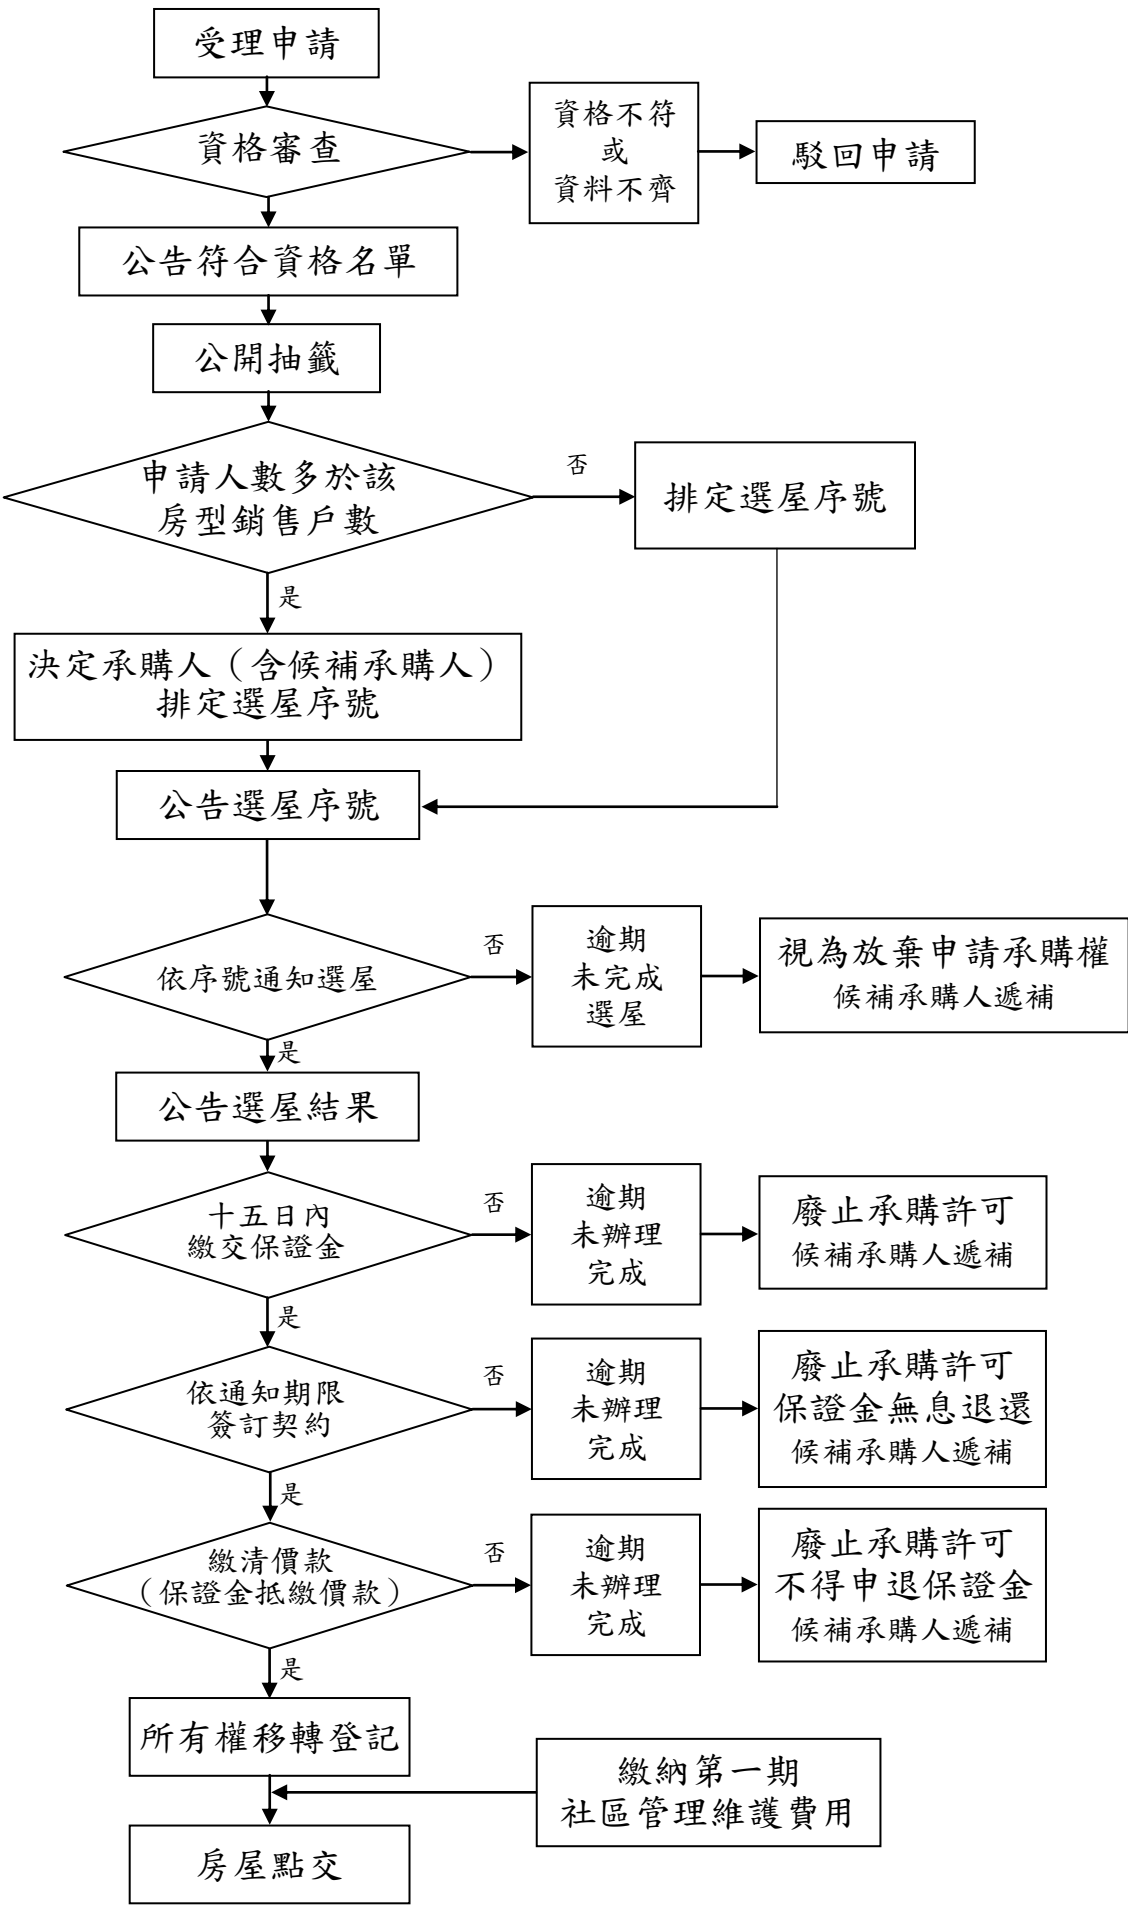 受理申請
資格審查
資格不符
或
資料不齊
駁回申請
公告符合資格名單
公開抽籤
申請人數多於該
房型銷售戶數
否
排定選屋序號
是
決定承購人（含候補承購人）
排定選屋序號
公告選屋序號
依序號通知選屋
否
逾期
未完成
選屋
視為放棄申請承購權
候補承購人遞補
是
公告選屋結果
十五日內
繳交保證金
否
逾期
未辦理
完成
廢止承購許可
候補承購人遞補
是
依通知期限
簽訂契約
否
逾期
未辦理
完成
廢止承購許可
保證金無息退還
候補承購人遞補
是
繳清價款
（保證金抵繳價款）
否
逾期
未辦理
完成
廢止承購許可
不得申退保證金
候補承購人遞補
是
所有權移轉登記
繳納第一期
社區管理維護費用
房屋點交